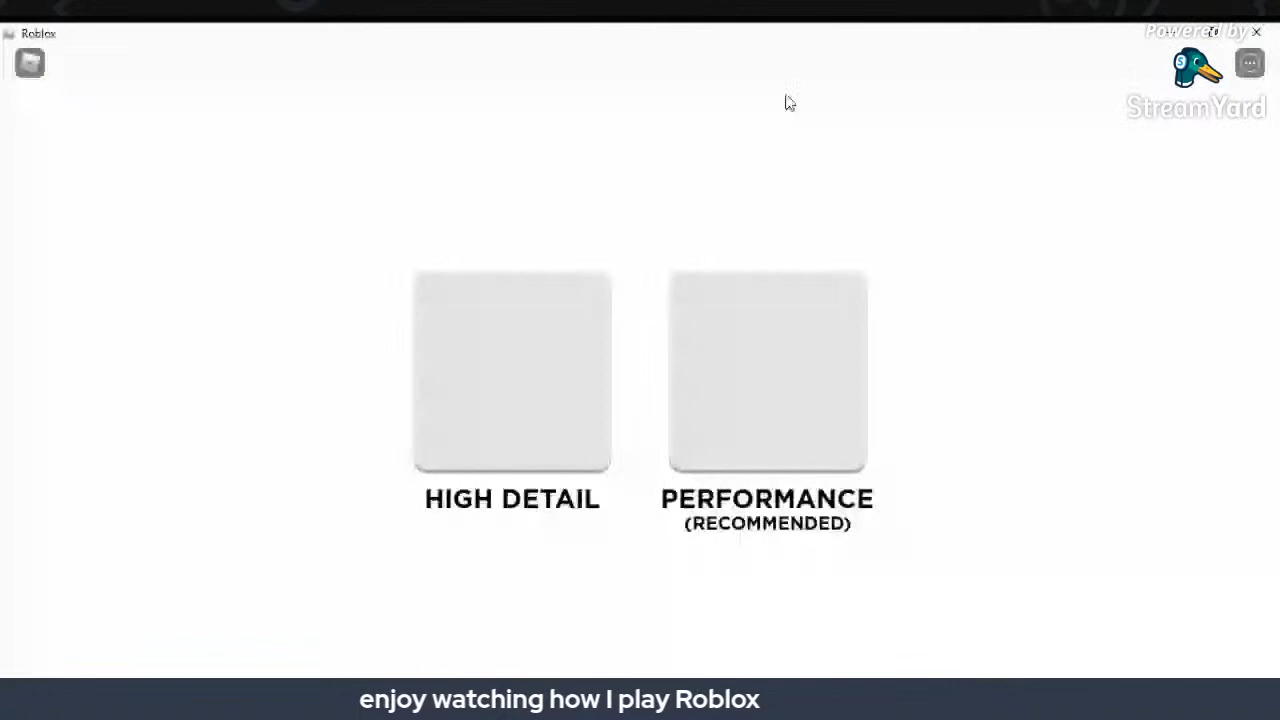 Roblox
Powered by
StreamYard
HIGH DETAIL
PERFORMANCE
(RECOMMENDED)
enjoy watching how I play Roblox